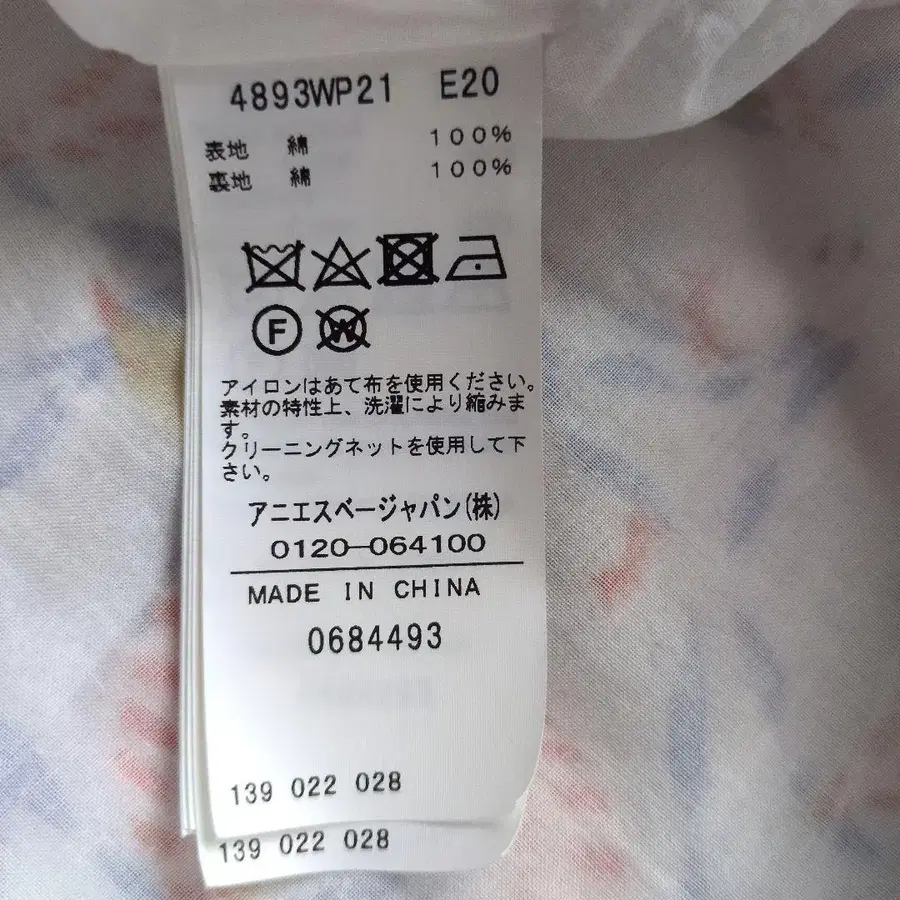 4893WP21 E20
表地 綿 100%
裏地 綿 100%
F W
アイロンはあて布を使用ください。
素材の特性上、洗濯により縮みま
す。
クリーニングネットを使用して下
さい。
アニエスベージャパン(株)
0120-064100
MADE IN CHINA
0684493
139 022 028
139 022 028